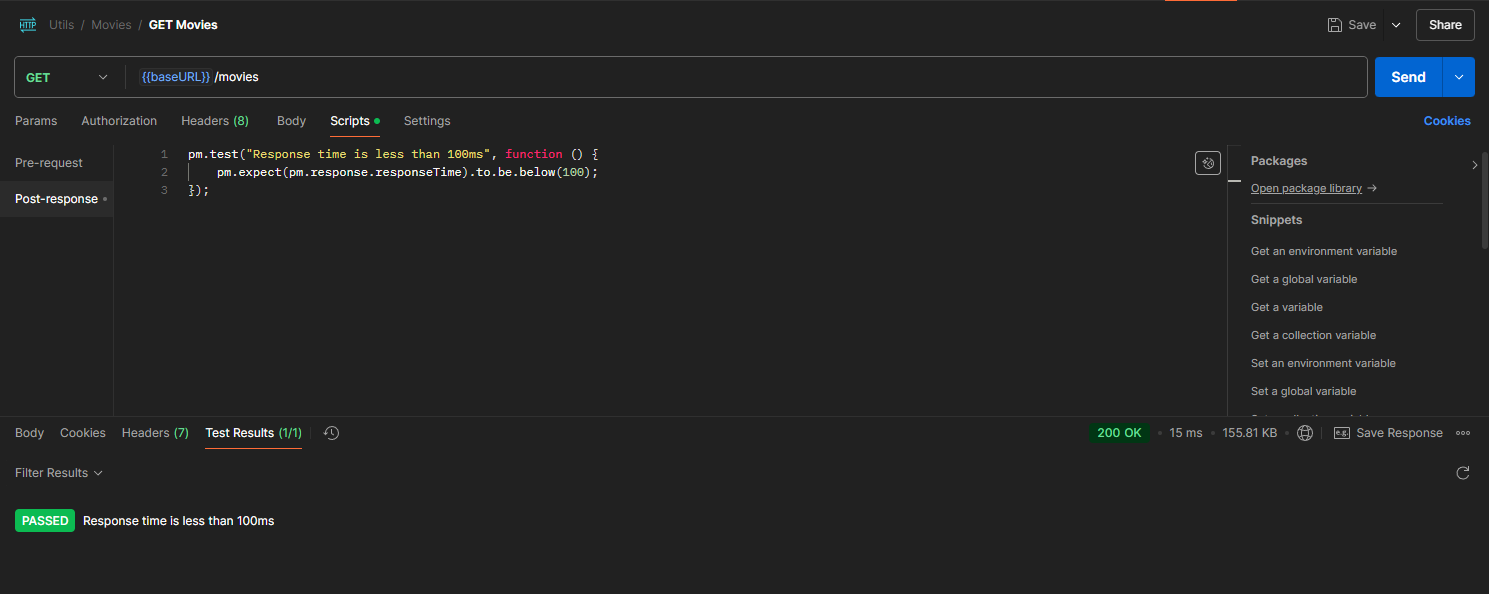 HTTP Utils / Movies / GET Movies Save Share
GET {{baseURL}} /movies Send
Params Authorization Headers (8) Body Scripts Settings Cookies
Pre-request
Post-response
1 pm.test("Response time is less than 100ms", function () {
2 pm.expect(pm.response.responseTime).to.be.below(100);
3 });
Packages
Open package library →
Snippets
Get an environment variable
Get a global variable
Get a variable
Get a collection variable
Set an environment variable
Set a global variable
Body Cookies Headers (7) Test Results (1/1) 200 OK 15 ms 155.81 KB e.g. Save Response
Filter Results
PASSED Response time is less than 100ms